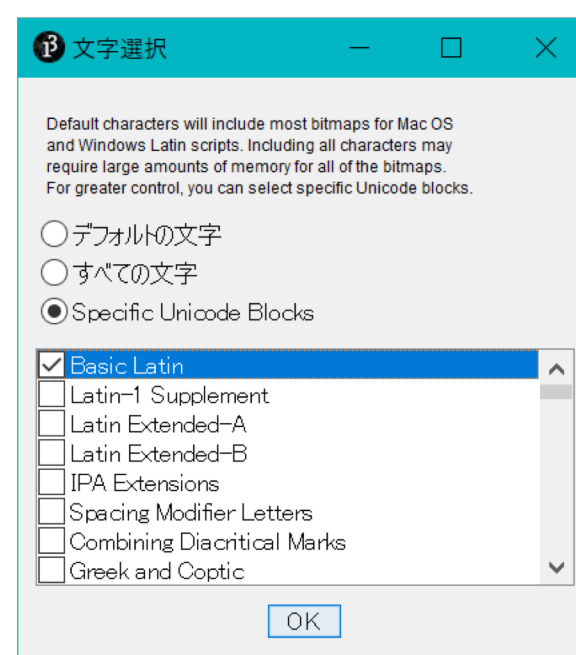 文字選択
Default characters will include most bitmaps for Mac OS
and Windows Latin scripts. Including all characters may
require large amounts of memory for all of the bitmaps.
For greater control, you can select specific Unicode blocks.
デフォルトの文字
すべての文字
Specific Unicode Blocks
Basic Latin
Latin-1 Supplement
Latin Extended-A
Latin Extended-B
IPA Extensions
Spacing Modifier Letters
Combining Diacritical Marks
Greek and Coptic
OK